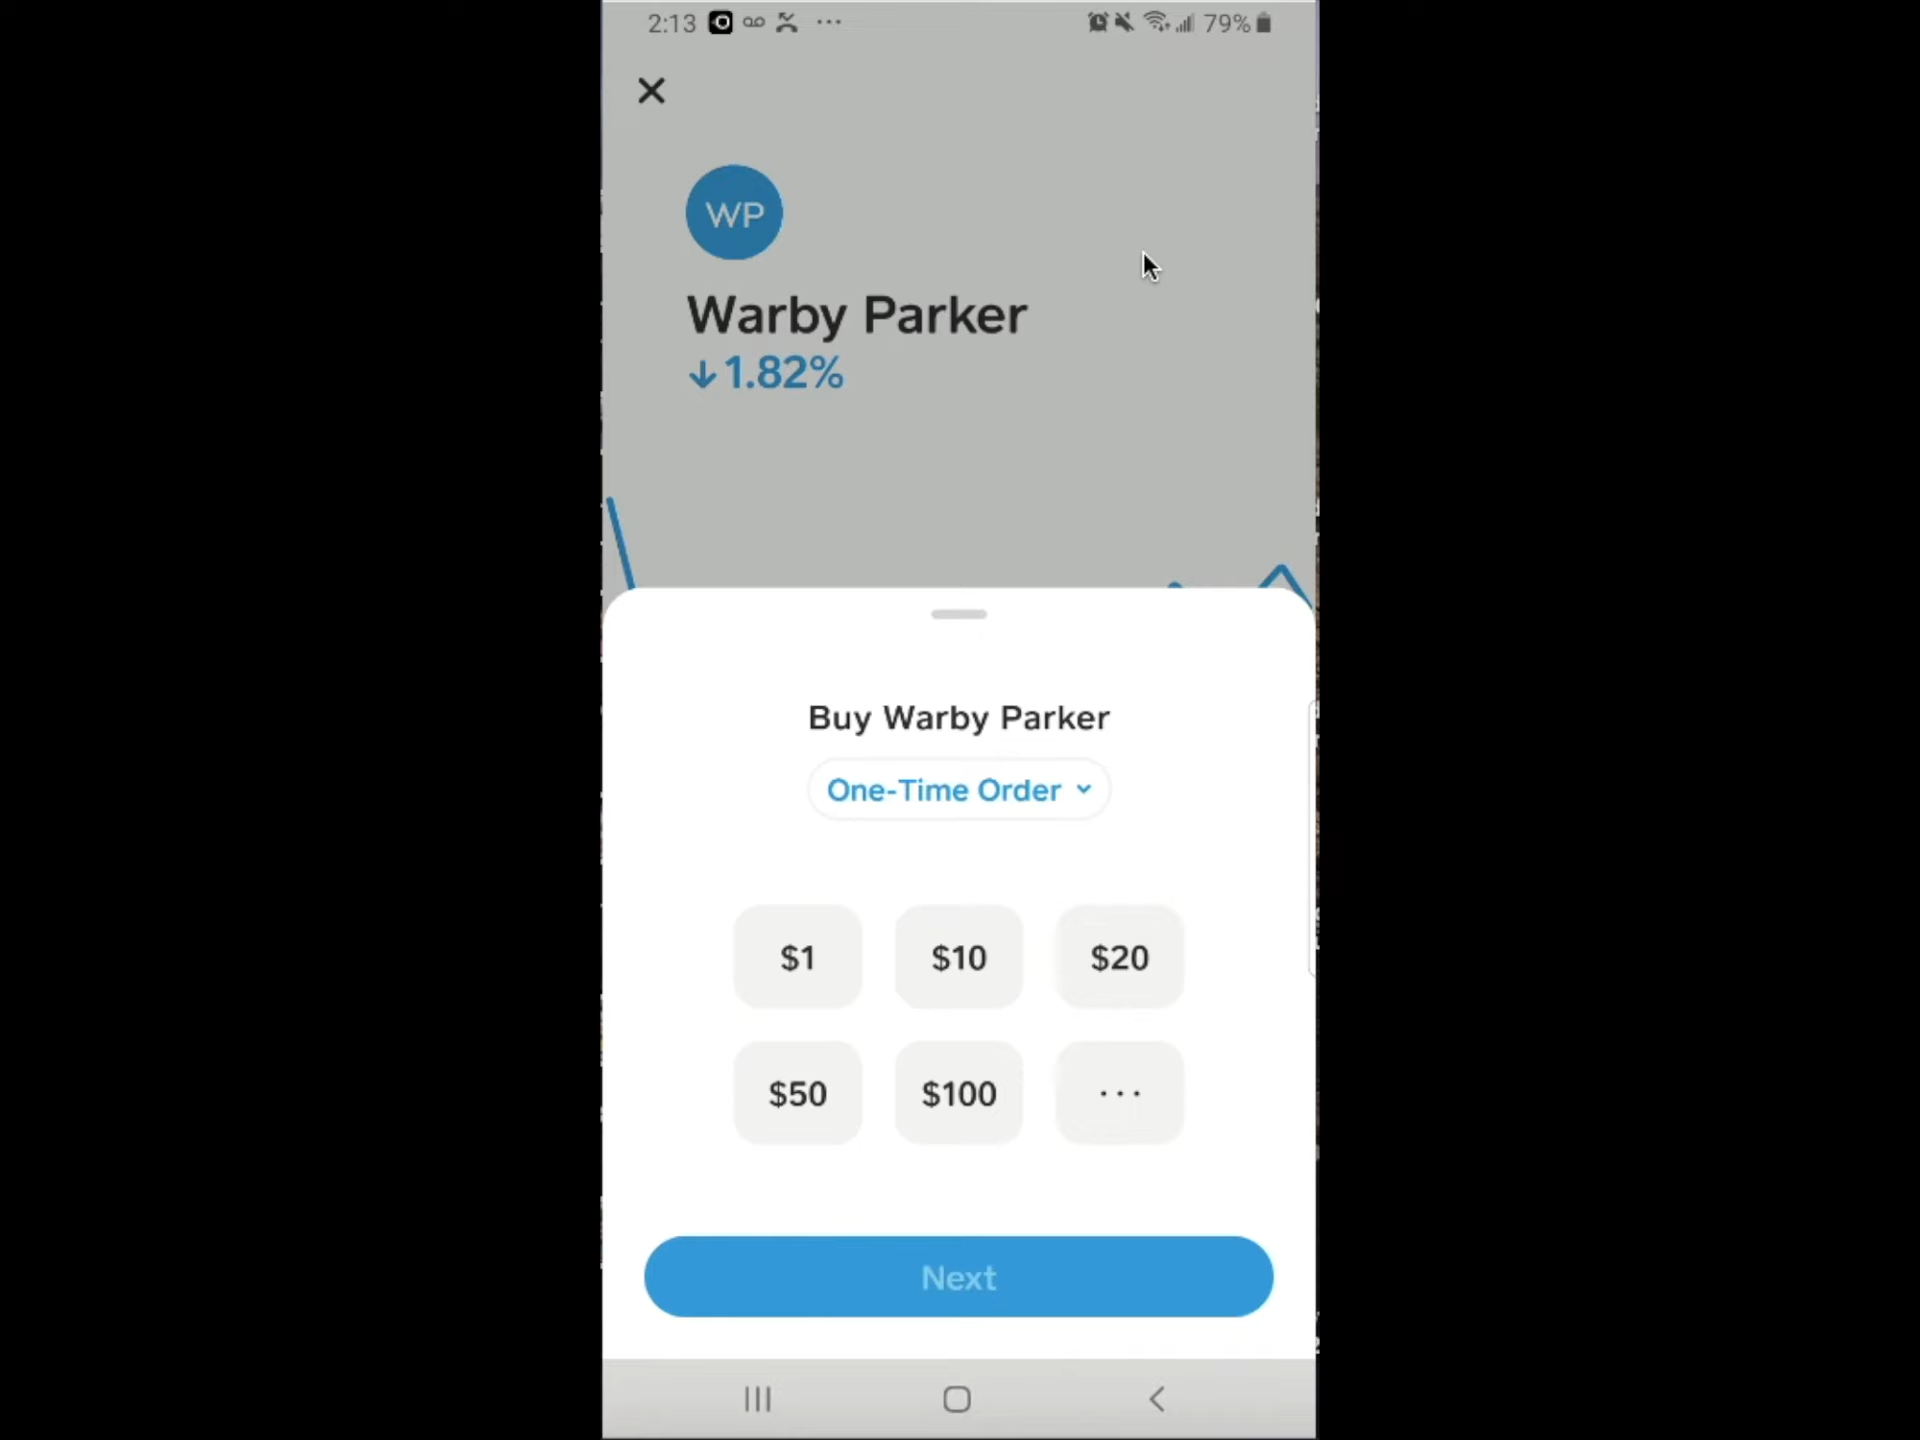 2:13 79%
WP
Warby Parker
↓1.82%
Buy Warby Parker
One-Time Order
$1 $10 $20
$50 $100 ...
Next